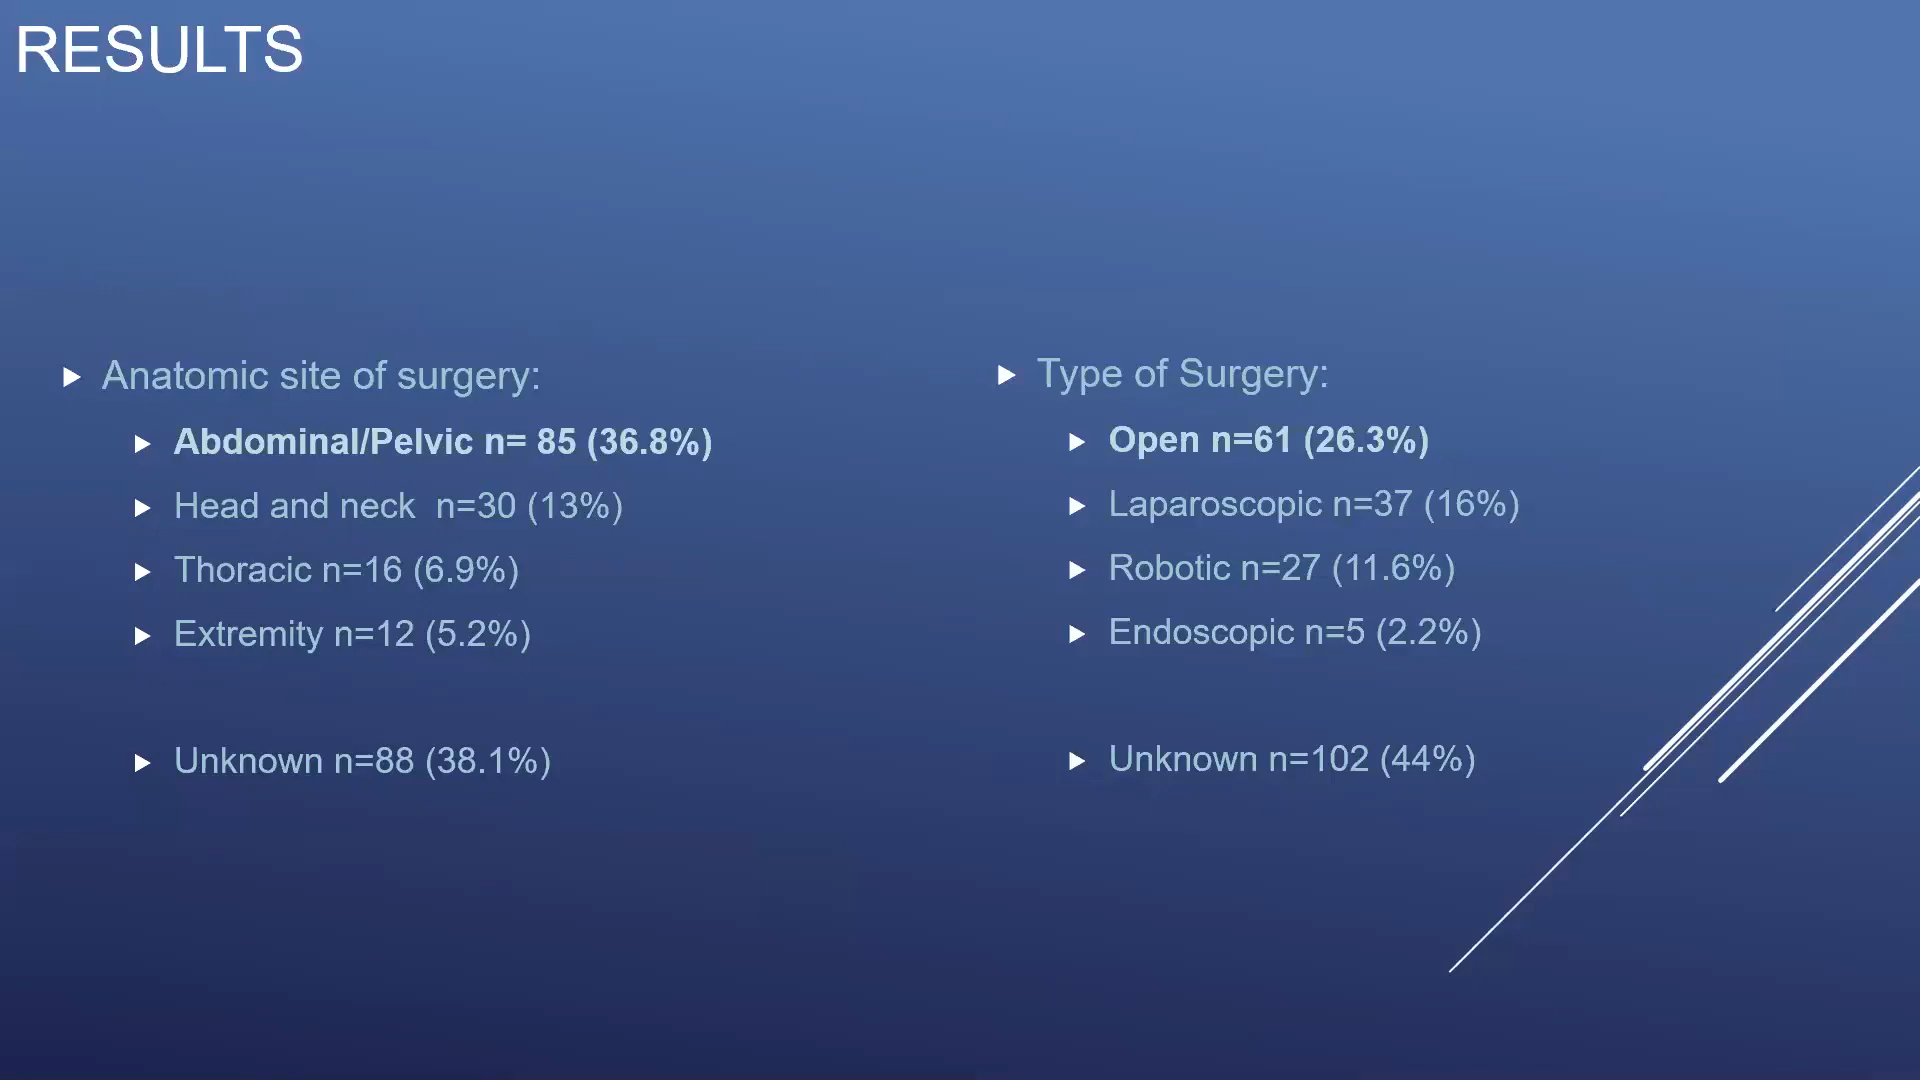 RESULTS
Anatomic site of surgery:
Abdominal/Pelvic n= 85 (36.8%)
Head and neck  n=30 (13%)
Thoracic n=16 (6.9%)
Extremity n=12 (5.2%)
Unknown n=88 (38.1%)
Type of Surgery:
Open n=61 (26.3%)
Laparoscopic n=37 (16%)
Robotic n=27 (11.6%)
Endoscopic n=5 (2.2%)
Unknown n=102 (44%)